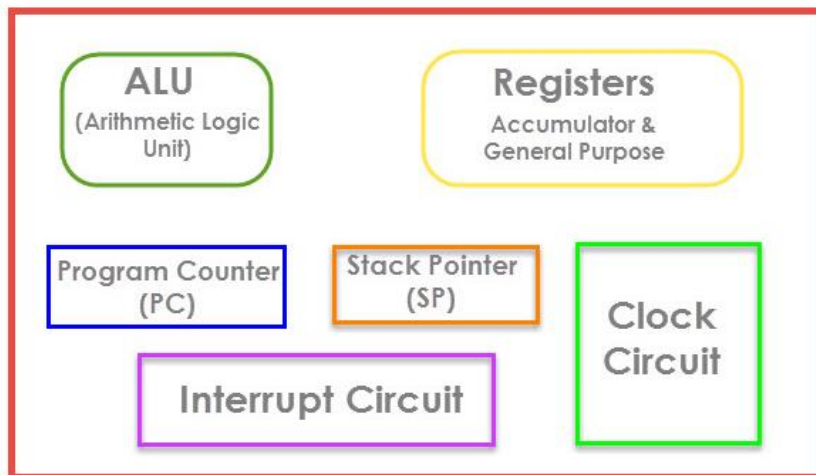 ALU
(Arithmetic Logic
Unit)
Registers
Accumulator &
General Purpose
Program Counter
(PC)
Stack Pointer
(SP)
Clock
Circuit
Interrupt Circuit